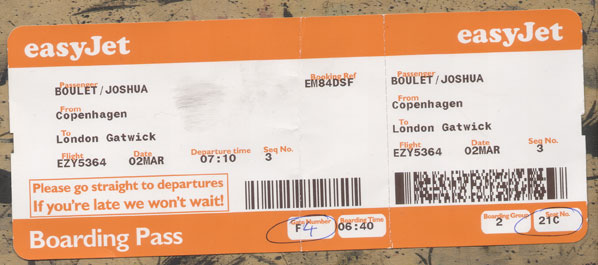 easyJet
Passenger
BOULET/JOSHUA
Booking Ref
EM84DSF
From
Copenhagen
To
London Gatwick
Flight Date Departure time Seq No.
EZY5364 02MAR 07:10 3
Please go straight to departures
If you're late we won't wait!
Boarding Pass
Gate Number Boarding Time
F4 06:40
easyJet
Passenger
BOULET/JOSHUA
From
Copenhagen
To
London Gatwick
Flight Date Seq No.
EZY5364 02MAR 3
Boarding Group Seat No.
2 21C